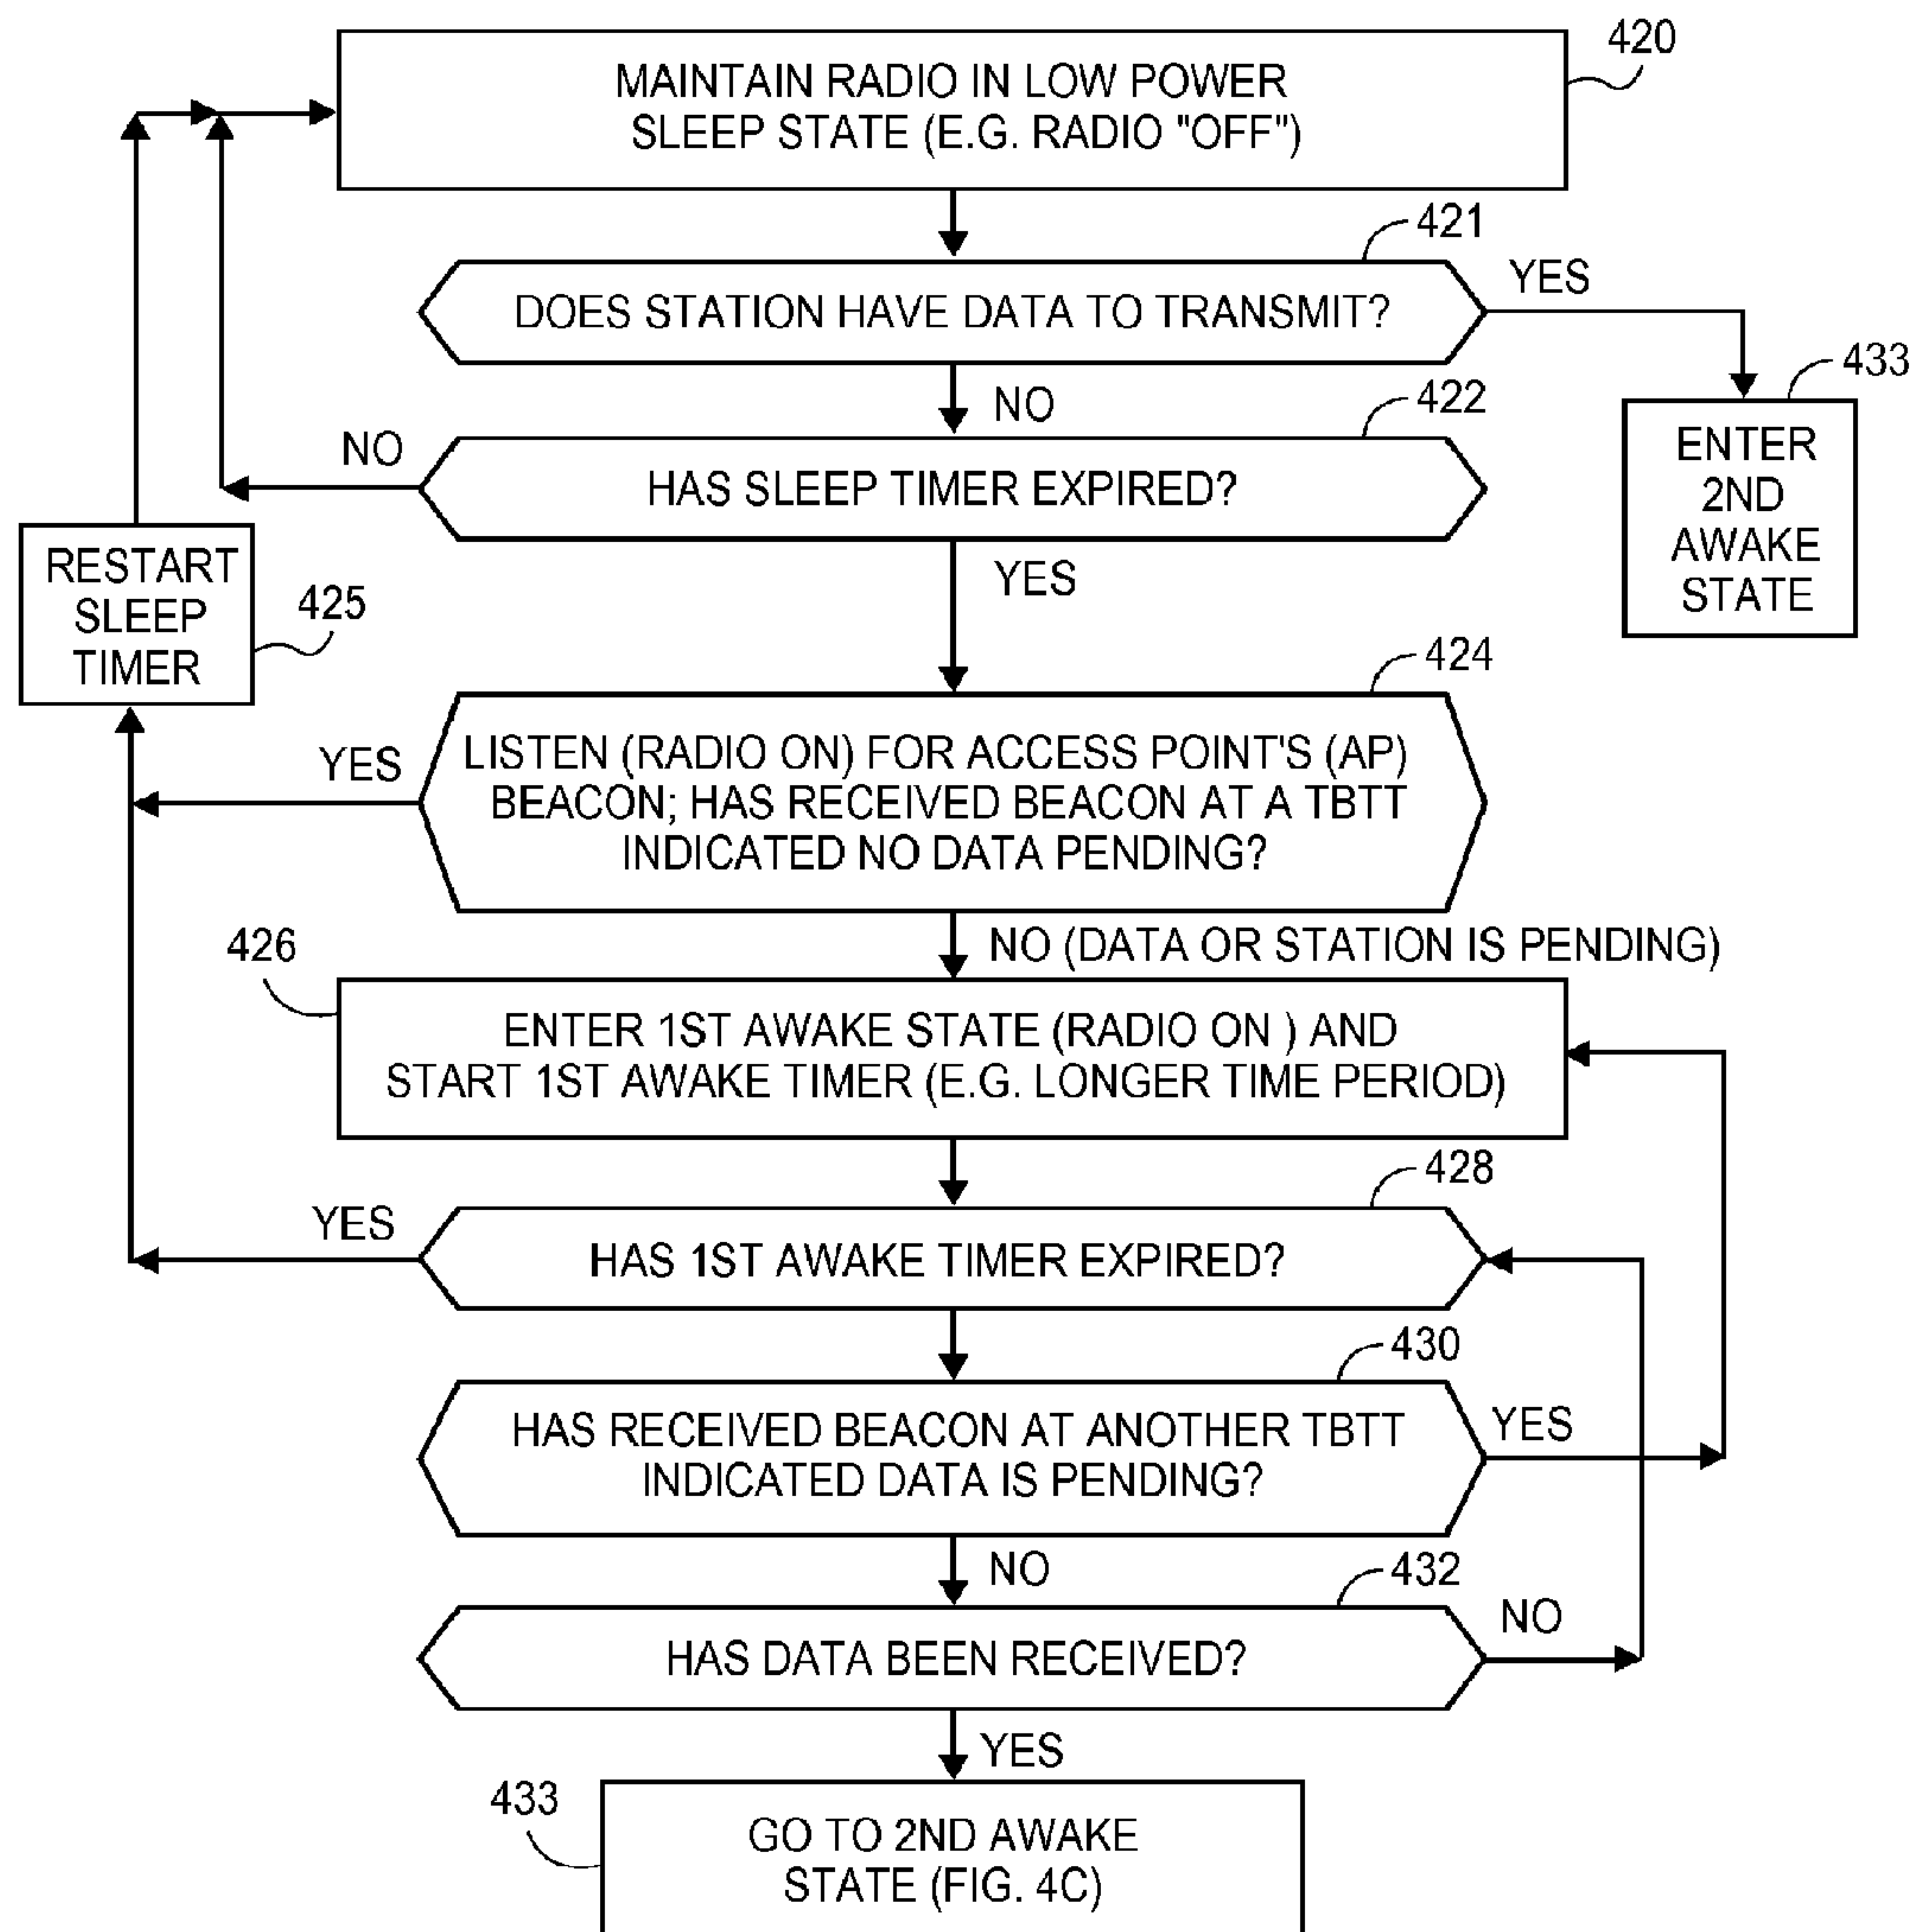 420
MAINTAIN RADIO IN LOW POWER
SLEEP STATE (E.G. RADIO "OFF")
421
DOES STATION HAVE DATA TO TRANSMIT?
YES
433
ENTER
2ND
AWAKE
STATE
NO
422
HAS SLEEP TIMER EXPIRED?
NO
YES
RESTART
SLEEP
TIMER
425
424
LISTEN (RADIO ON) FOR ACCESS POINT'S (AP)
BEACON; HAS RECEIVED BEACON AT A TBTT
INDICATED NO DATA PENDING?
YES
NO (DATA OR STATION IS PENDING)
426
ENTER 1ST AWAKE STATE (RADIO ON ) AND
START 1ST AWAKE TIMER (E.G. LONGER TIME PERIOD)
428
HAS 1ST AWAKE TIMER EXPIRED?
YES
430
HAS RECEIVED BEACON AT ANOTHER TBTT
INDICATED DATA IS PENDING?
YES
NO
432
HAS DATA BEEN RECEIVED?
NO
YES
433
GO TO 2ND AWAKE
STATE (FIG. 4C)